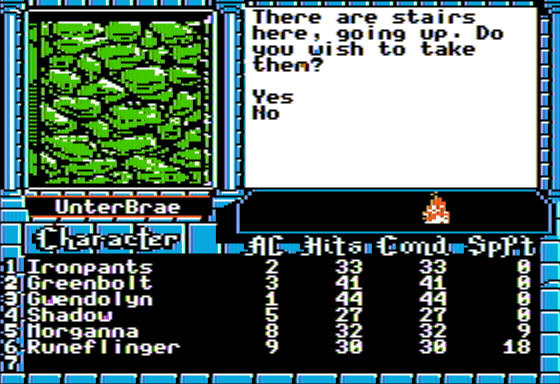 There are stairs
here, going up. Do
you wish to take
them?
Yes
No
UnterBrae
Character AC Hits Cond SpPt
1 Ironpants 2 33 33 0
2 Greenbolt 3 41 41 0
3 Gwendolyn 1 44 44 0
4 Shadow 5 27 27 0
5 Morganna 8 32 32 9
6 Runeflinger 9 30 30 18
7